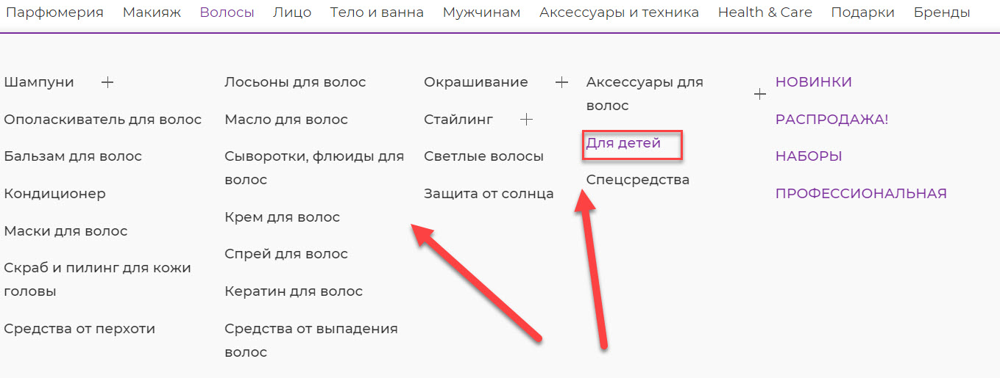 Парфюмерия Макияж Волосы Лицо Тело и ванна Мужчинам Аксессуары и техника Health & Care Подарки Бренды
Шампуни
Ополаскиватель для волос
Бальзам для волос
Кондиционер
Маски для волос
Скраб и пилинг для кожи
головы
Средства от перхоти
Лосьоны для волос
Масло для волос
Сыворотки, флюиды для
волос
Крем для волос
Спрей для волос
Кератин для волос
Средства от выпадения
волос
Окрашивание
Стайлинг
Светлые волосы
Защита от солнца
Аксессуары для
волос
Для детей
Спецсредства
НОВИНКИ
РАСПРОДАЖА!
НАБОРЫ
ПРОФЕССИОНАЛЬНАЯ